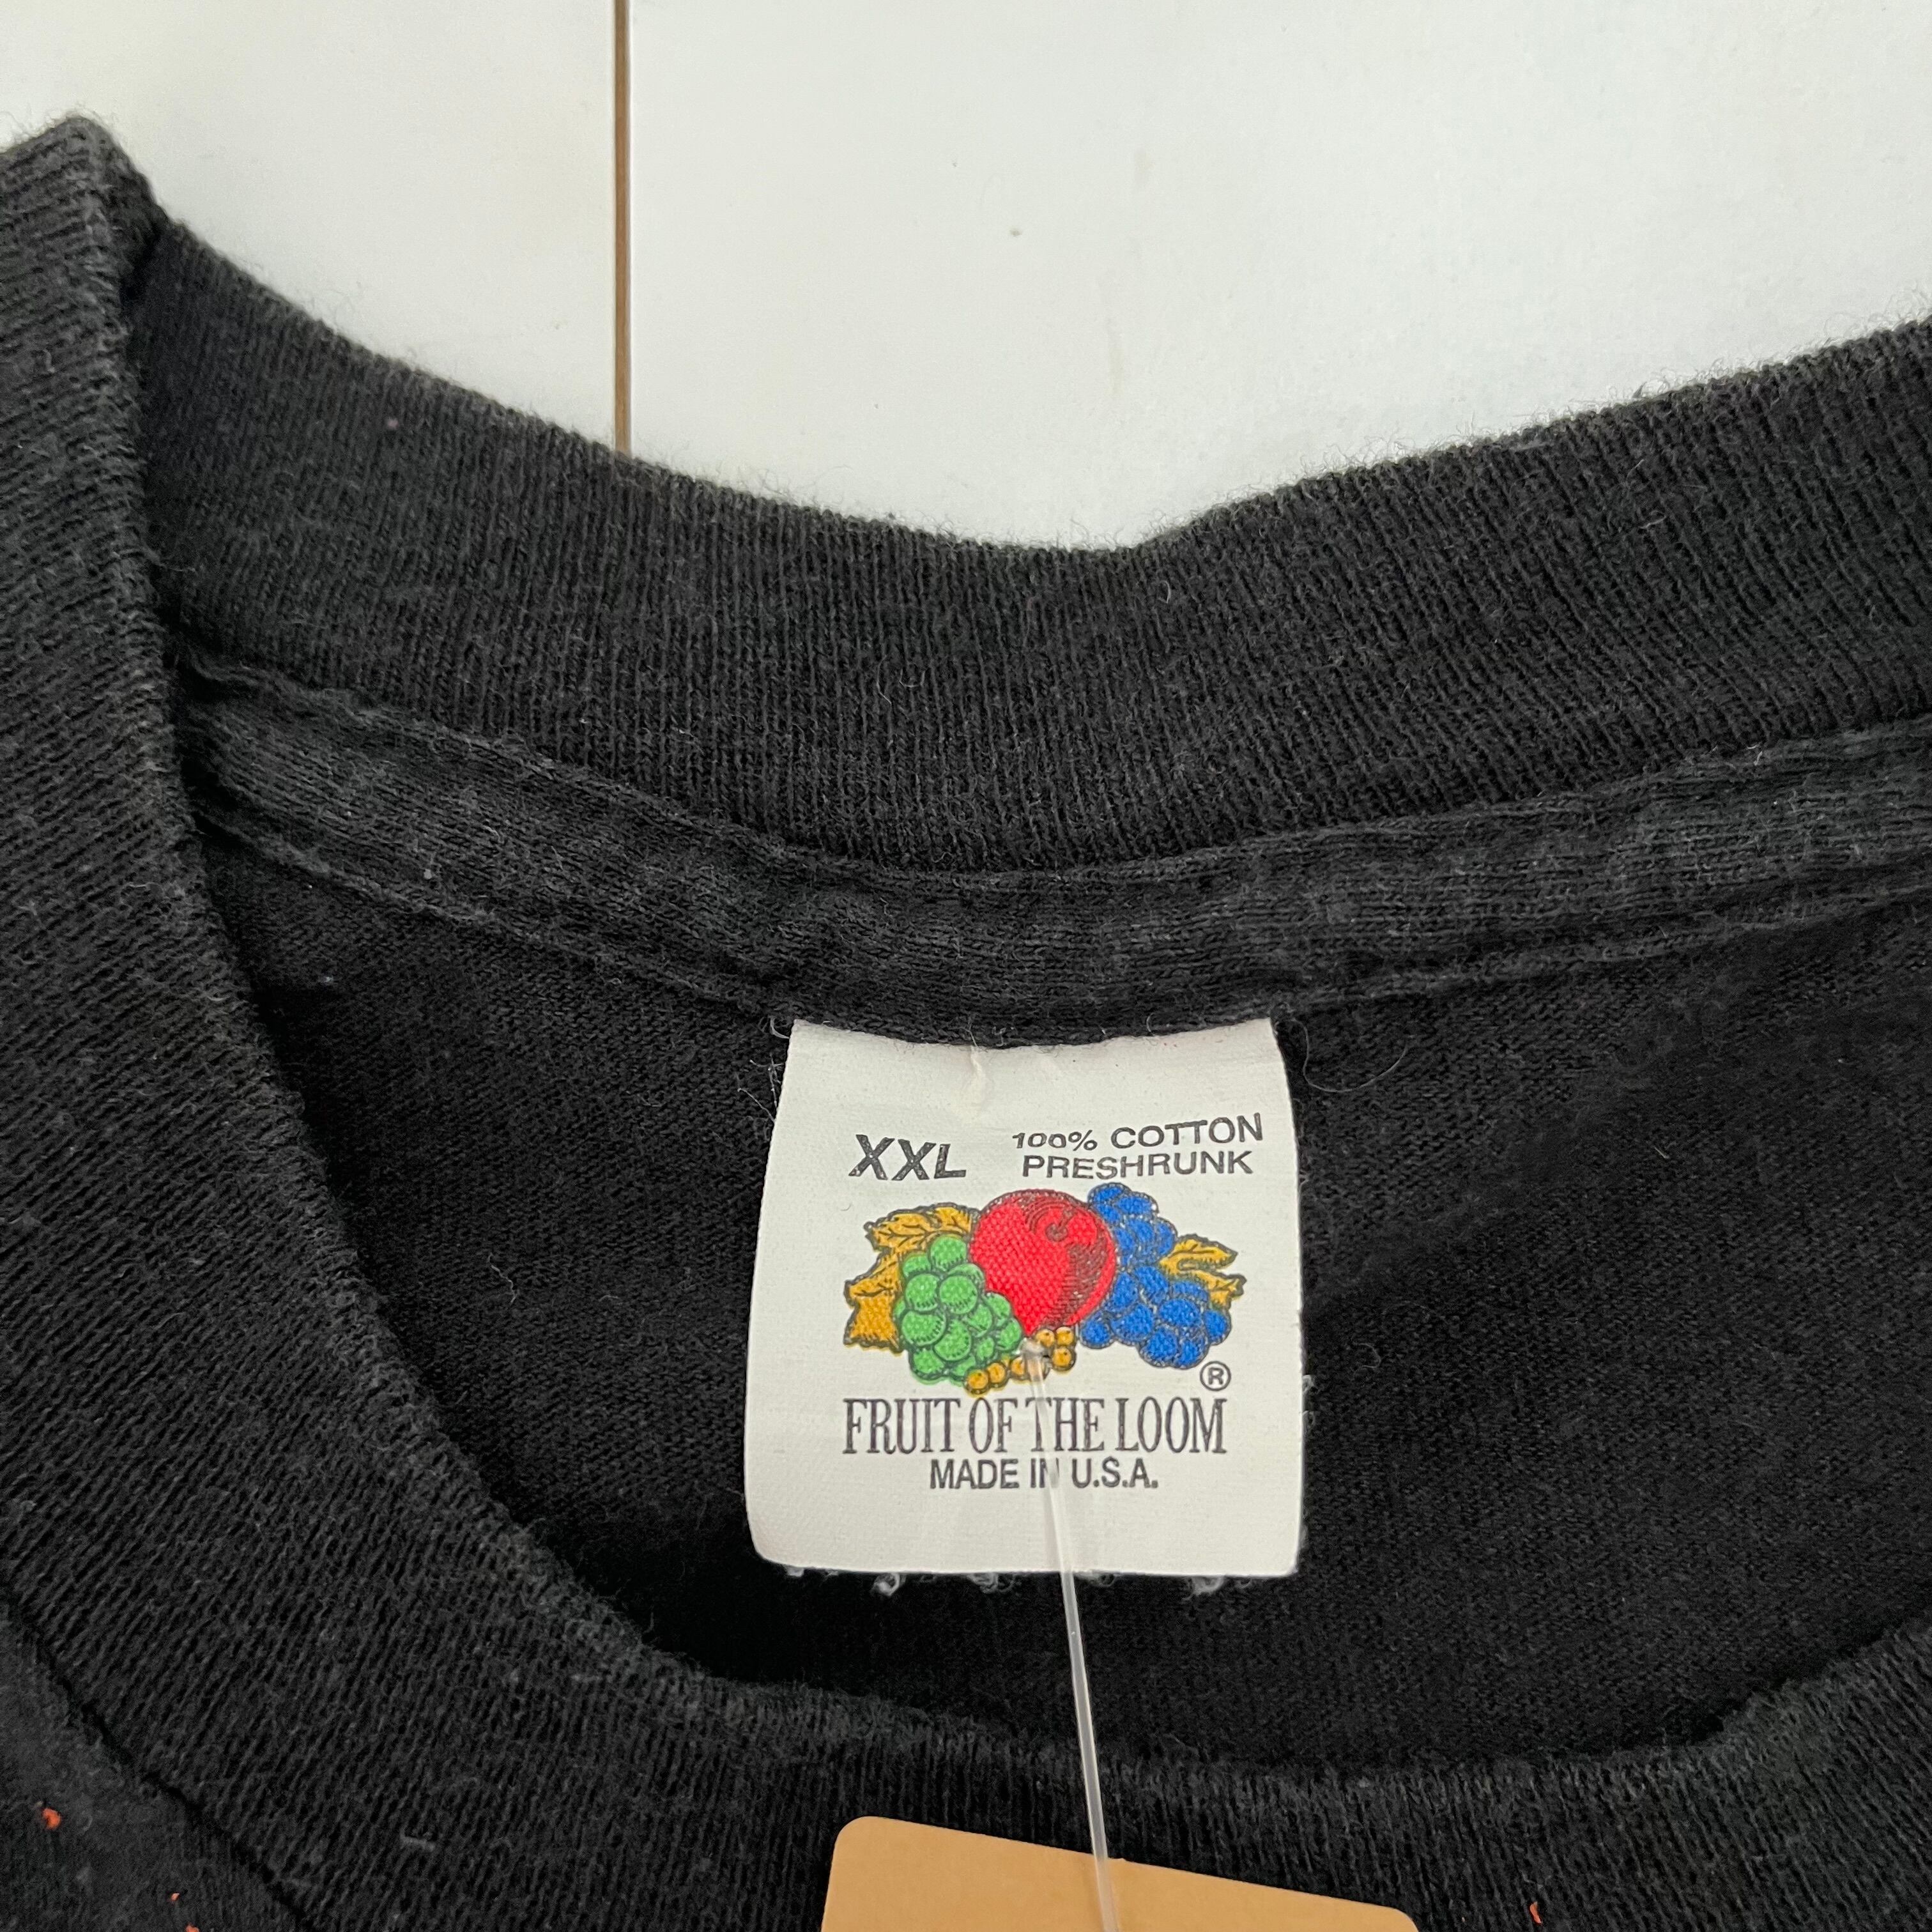 XXL 100% COTTON
PRESHRUNK
®
FRUIT OF THE LOOM
MADE IN U.S.A.